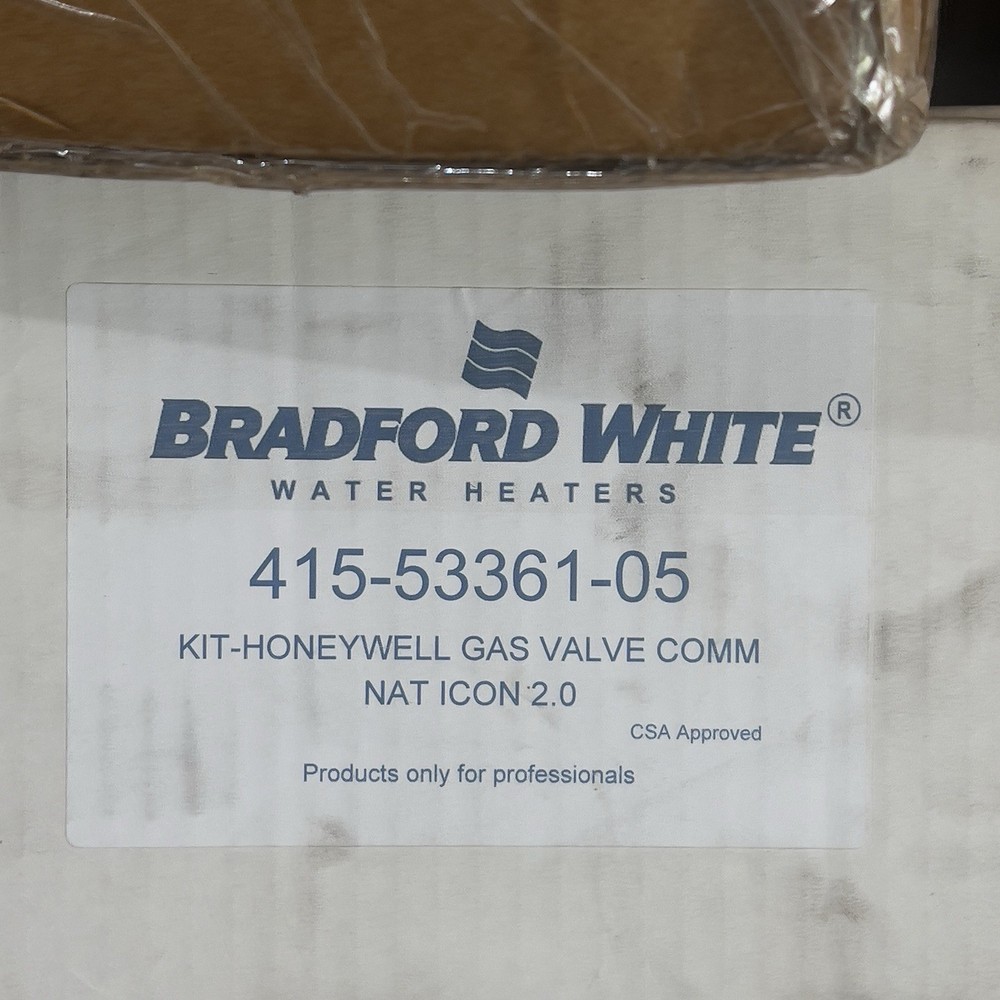 BRADFORD WHITE®
WATER HEATERS
415-53361-05
KIT-HONEYWELL GAS VALVE COMM
NAT ICON 2.0
CSA Approved
Products only for professionals